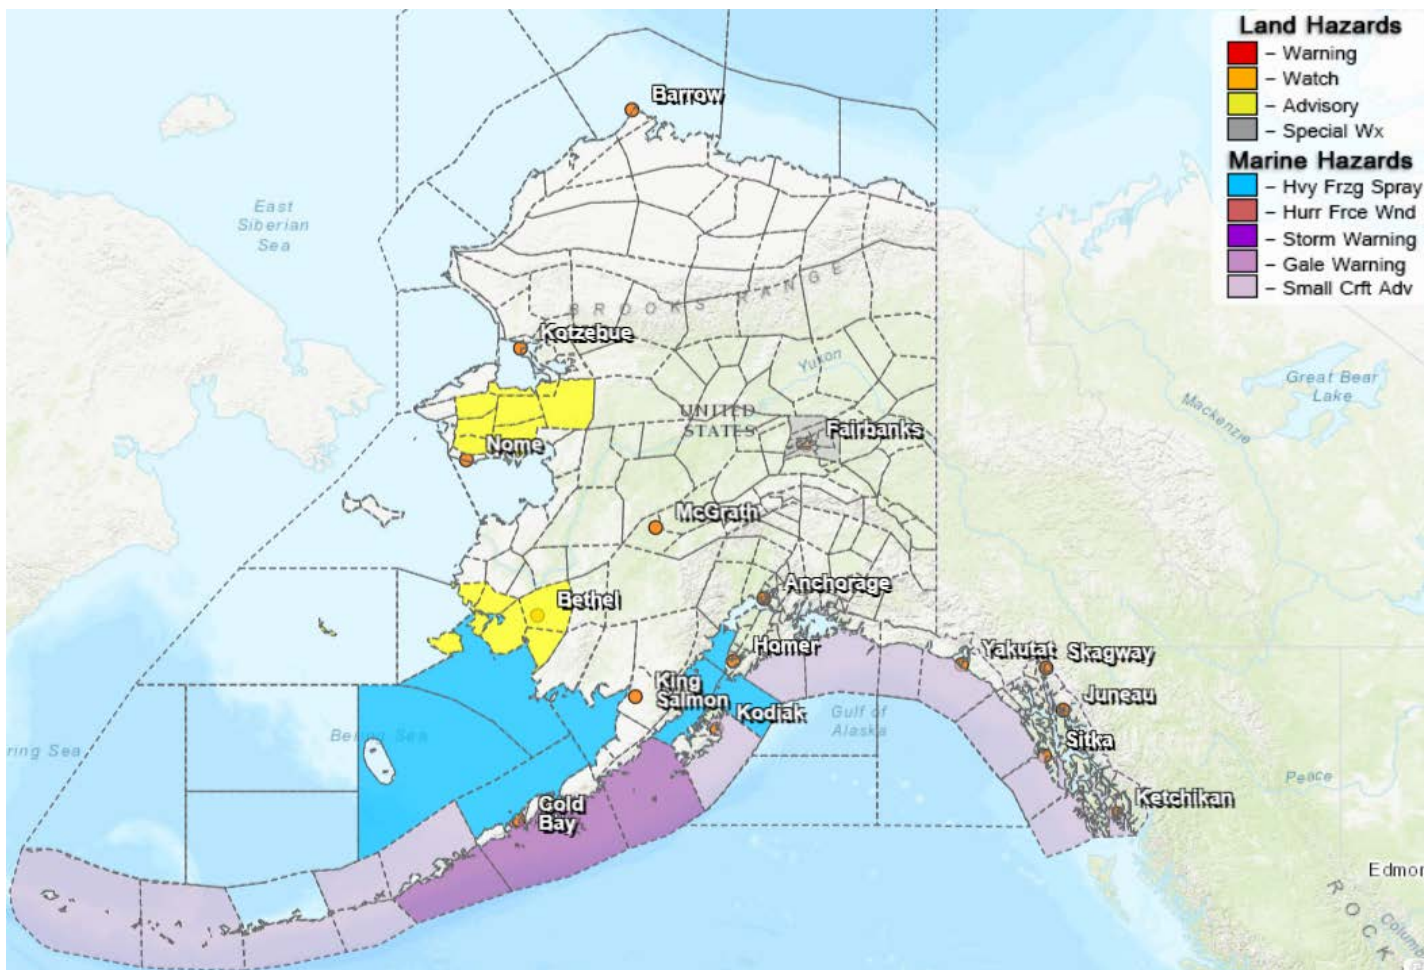 Land Hazards
– Warning
– Watch
– Advisory
– Special Wx
Marine Hazards
– Hvy Frzg Spray
– Hurr Frce Wnd
– Storm Warning
– Gale Warning
– Small Crft Adv
Barrow
East
Siberian
Sea
BROOKS RANGE
Kotzebue
Yukon
Great Bear
Lake
Mackenzie
UNITED
STATES
Fairbanks
Nome
McGrath
Anchorage
Bethel
Homer
Yakutat
Skagway
King
Salmon
Juneau
Kodiak
Gulf of
Alaska
Sitka
ring Sea
Bering Sea
Peace
Ketchikan
Cold
Bay
Edmor
ROCK
Columb